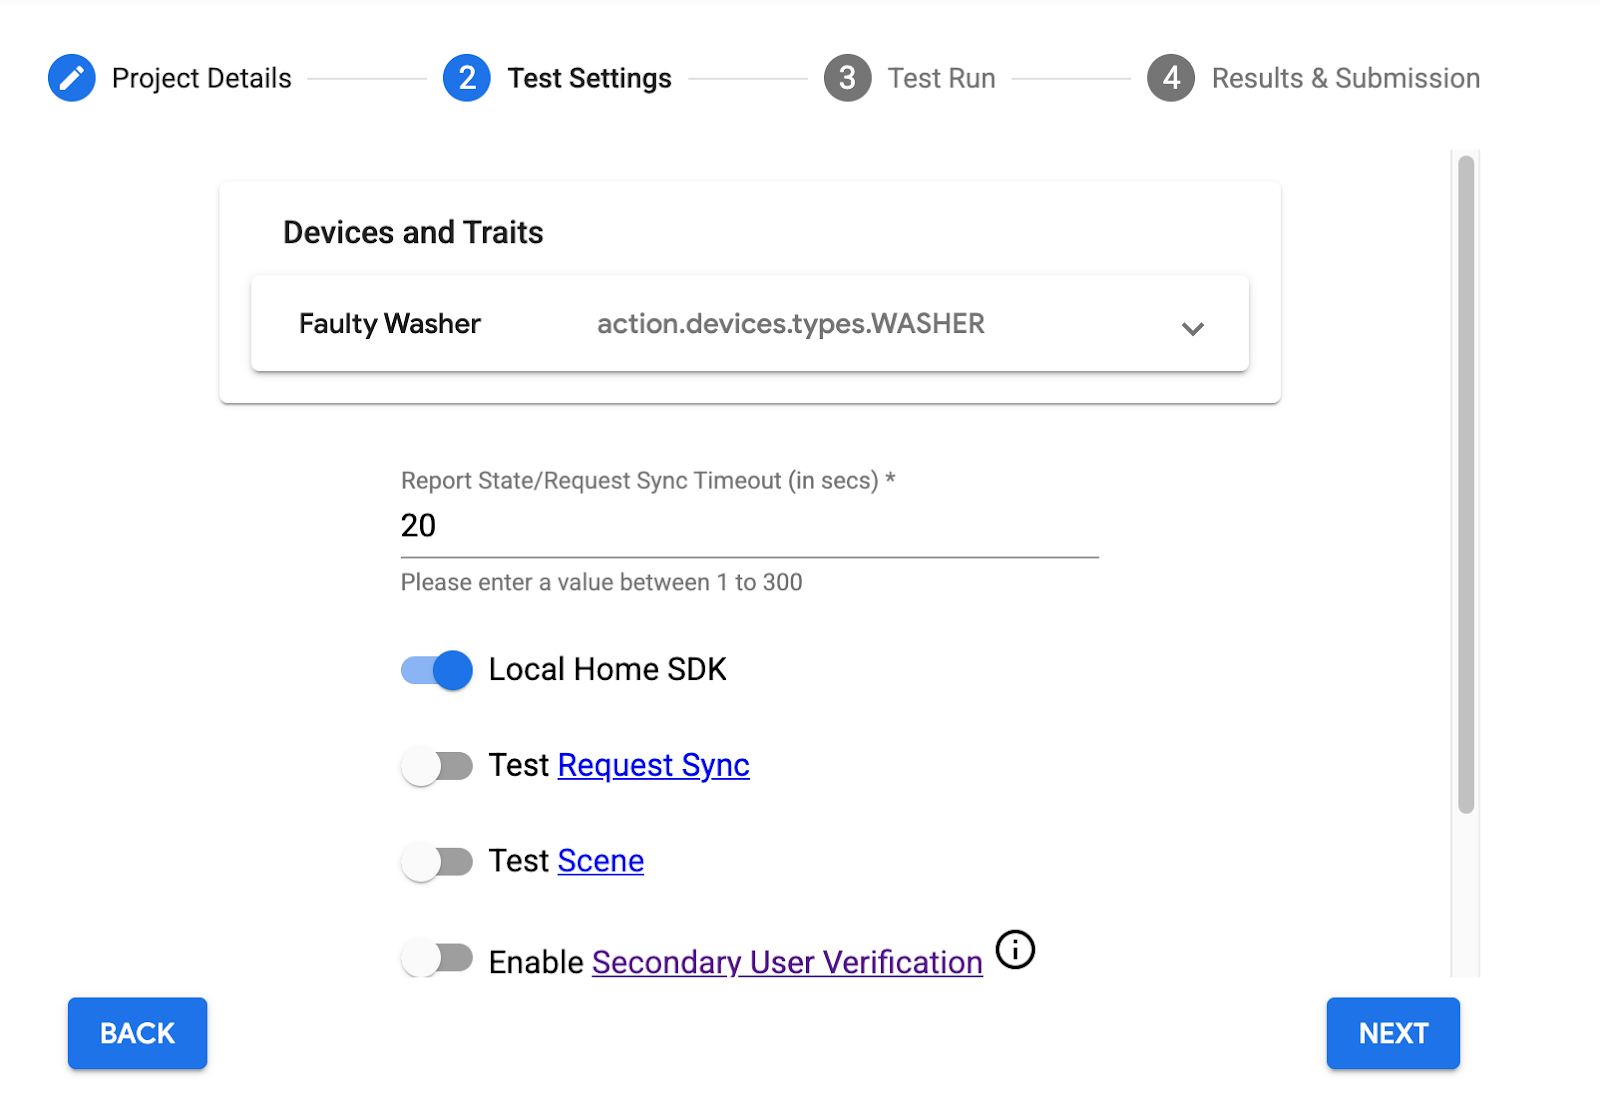 Project Details 2 Test Settings 3 Test Run 4 Results & Submission
Devices and Traits
Faulty Washer action.devices.types.WASHER
Report State/Request Sync Timeout (in secs) *
20
Please enter a value between 1 to 300
Local Home SDK
Test Request Sync
Test Scene
Enable Secondary User Verification
BACK NEXT